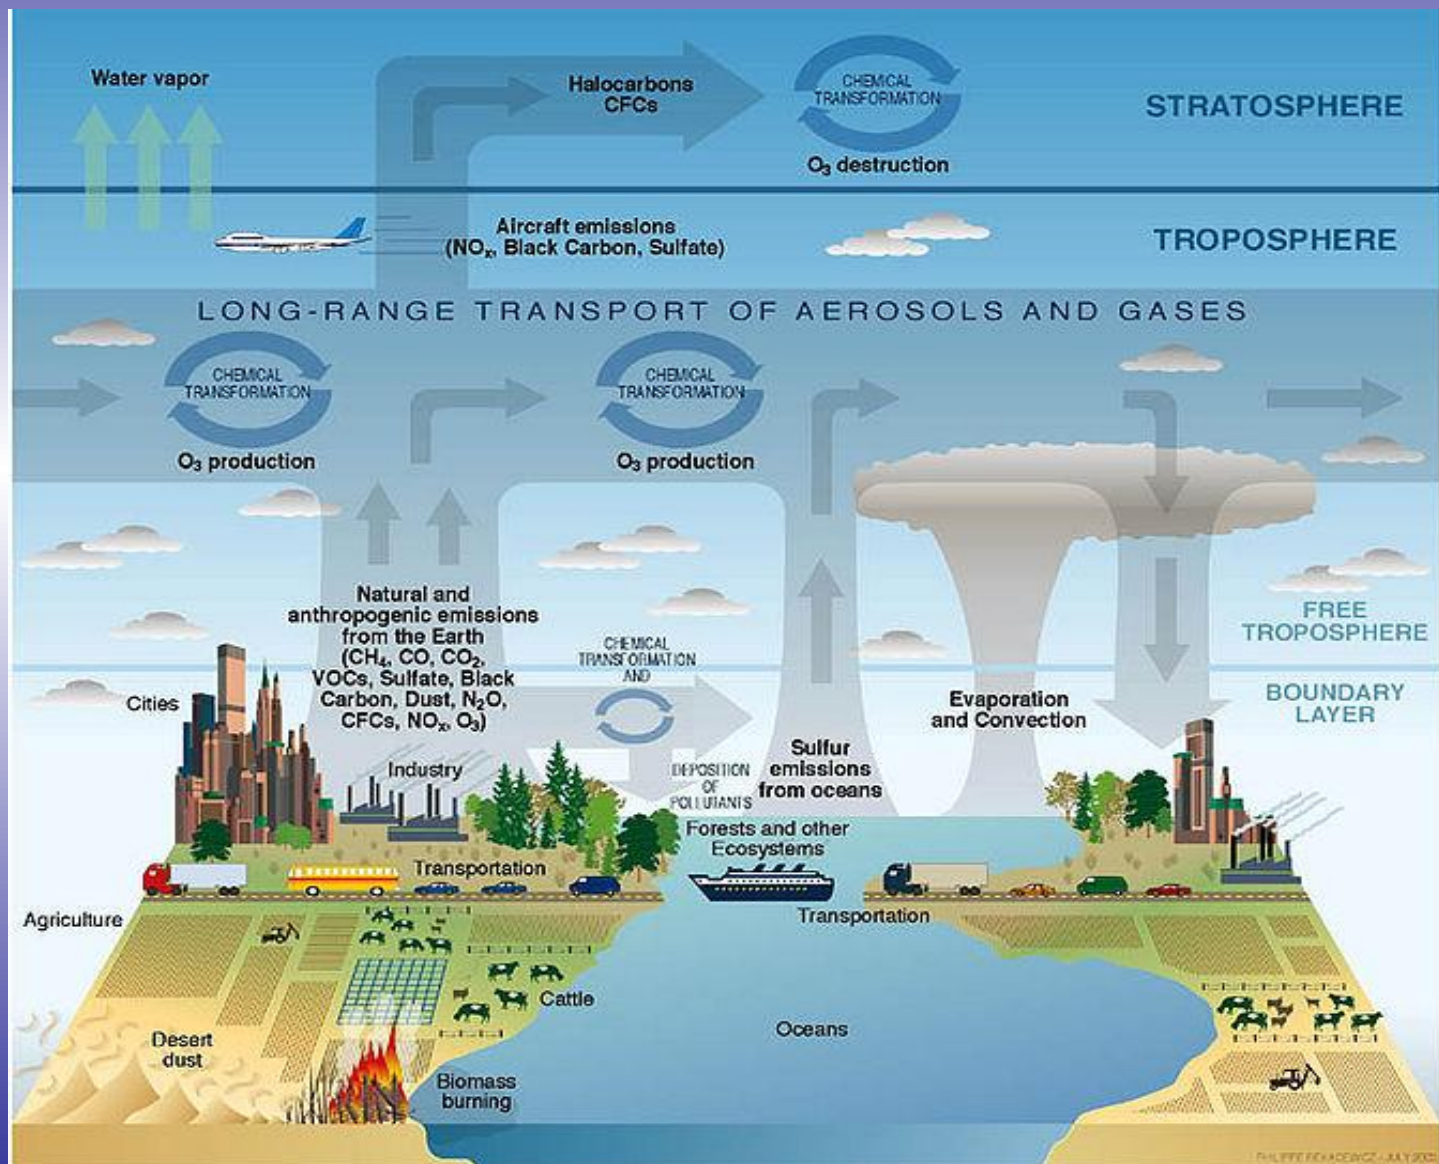 Water vapor
Halocarbons
CFCs
CHEMICAL
TRANSFORMATION
O₃ destruction
STRATOSPHERE
Aircraft emissions
(NOₓ, Black Carbon, Sulfate)
TROPOSPHERE
LONG-RANGE TRANSPORT OF AEROSOLS AND GASES
CHEMICAL
TRANSFORMATION
O₃ production
CHEMICAL
TRANSFORMATION
O₃ production
Natural and
anthropogenic emissions
from the Earth
(CH₄, CO, CO₂,
VOCs, Sulfate, Black
Carbon, Dust, N₂O,
CFCs, NOₓ, O₃)
CHEMICAL
TRANSFORMATION
AND
DEPOSITION
OF
POLLUTANTS
FREE
TROPOSPHERE
BOUNDARY
LAYER
Cities
Industry
Sulfur
emissions
from oceans
Evaporation
and Convection
Forests and other
Ecosystems
Transportation
Transportation
Agriculture
Cattle
Oceans
Desert
dust
Biomass
burning
PHILIPPE REKACEWICZ - JULY 2003